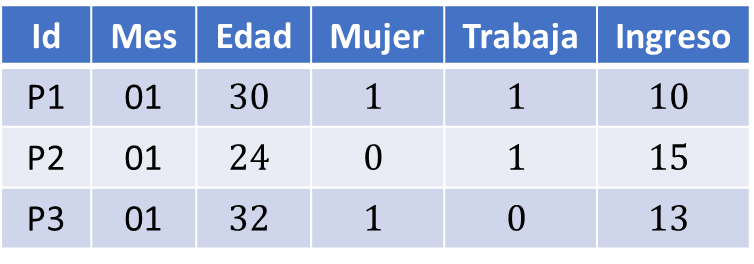 Id Mes Edad Mujer Trabaja Ingreso
P1 01 30 1 1 10
P2 01 24 0 1 15
P3 01 32 1 0 13